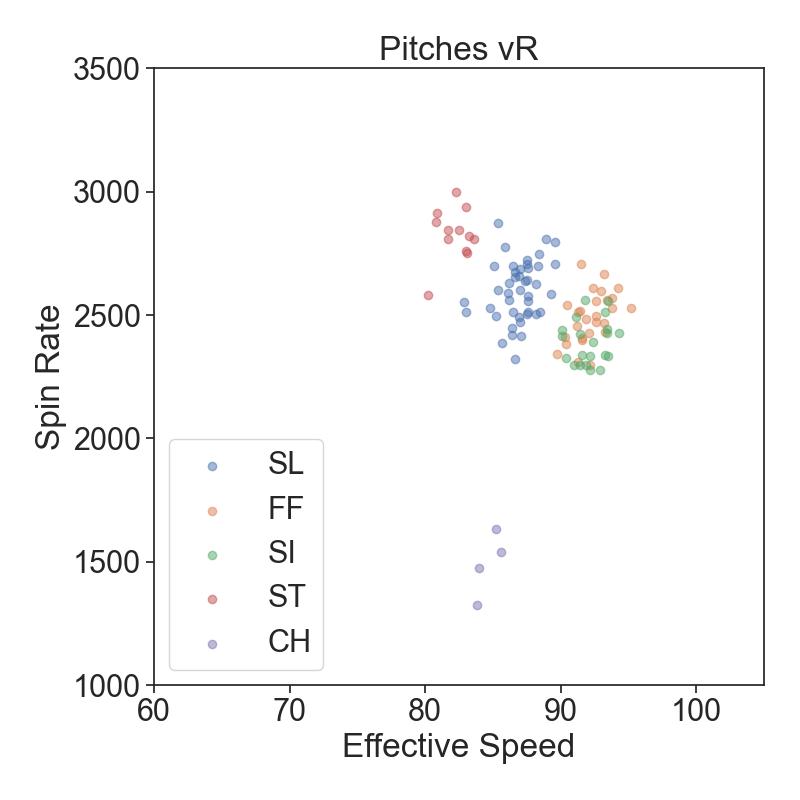 Pitches vR
3500
3000
2500
2000
1500
1000
Spin Rate
SL
FF
SI
ST
CH
60 70 80 90 100
Effective Speed